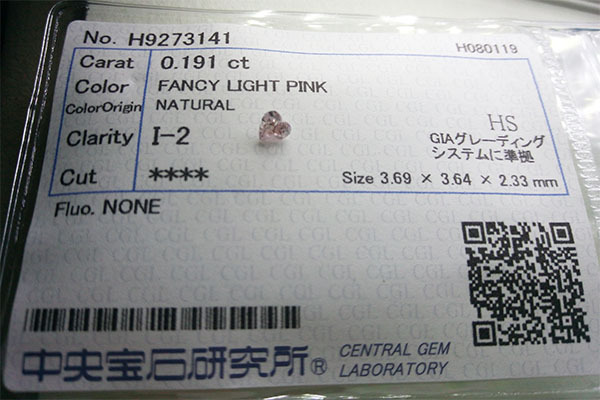 No. H9273141
H080119
Carat 0.191 ct
Color FANCY LIGHT PINK
ColorOrigin NATURAL
Clarity I-2
HS
GIAグレーディング
システムに準拠
Cut ****
Size 3.69 × 3.64 × 2.33 mm
Fluo. NONE
中央宝石研究所® CENTRAL GEM
LABORATORY